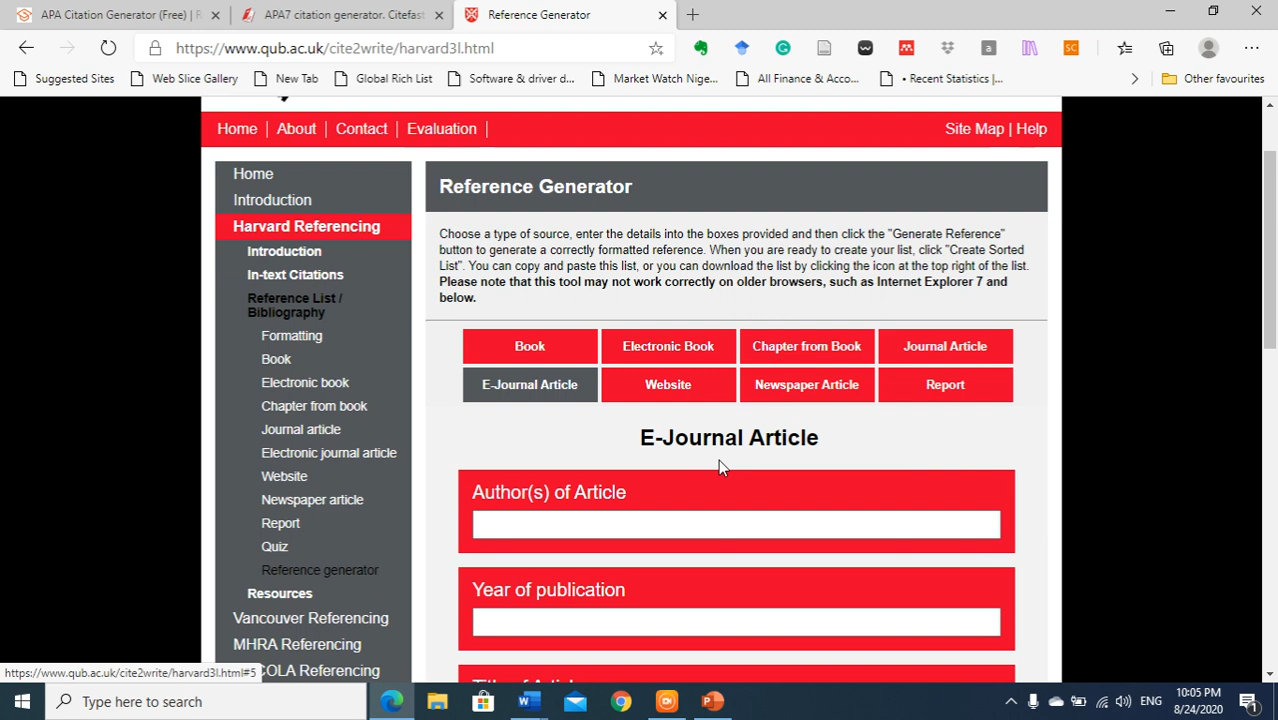 APA Citation Generator (Free) | R
APA7 citation generator. Citefast
Reference Generator
https://www.qub.ac.uk/cite2write/harvard3l.html
Suggested Sites
Web Slice Gallery
New Tab
Global Rich List
Software & driver d...
Market Watch Nige...
All Finance & Acco...
• Recent Statistics |...
Other favourites
Home | About | Contact | Evaluation |
Site Map | Help
Home
Introduction
Harvard Referencing
Introduction
In-text Citations
Reference List /
Bibliography
Formatting
Book
Electronic book
Chapter from book
Journal article
Electronic journal article
Website
Newspaper article
Report
Quiz
Reference generator
Resources
Vancouver Referencing
MHRA Referencing
COLA Referencing
Reference Generator
Choose a type of source, enter the details into the boxes provided and then click the "Generate Reference"
button to generate a correctly formatted reference. When you are ready to create your list, click "Create Sorted
List". You can copy and paste this list, or you can download the list by clicking the icon at the top right of the list.
Please note that this tool may not work correctly on older browsers, such as Internet Explorer 7 and
below.
Book
Electronic Book
Chapter from Book
Journal Article
E-Journal Article
Website
Newspaper Article
Report
E-Journal Article
Author(s) of Article
Year of publication
https://www.qub.ac.uk/cite2write/harvard3l.html#5
Type here to search
ENG
10:05 PM
8/24/2020
1